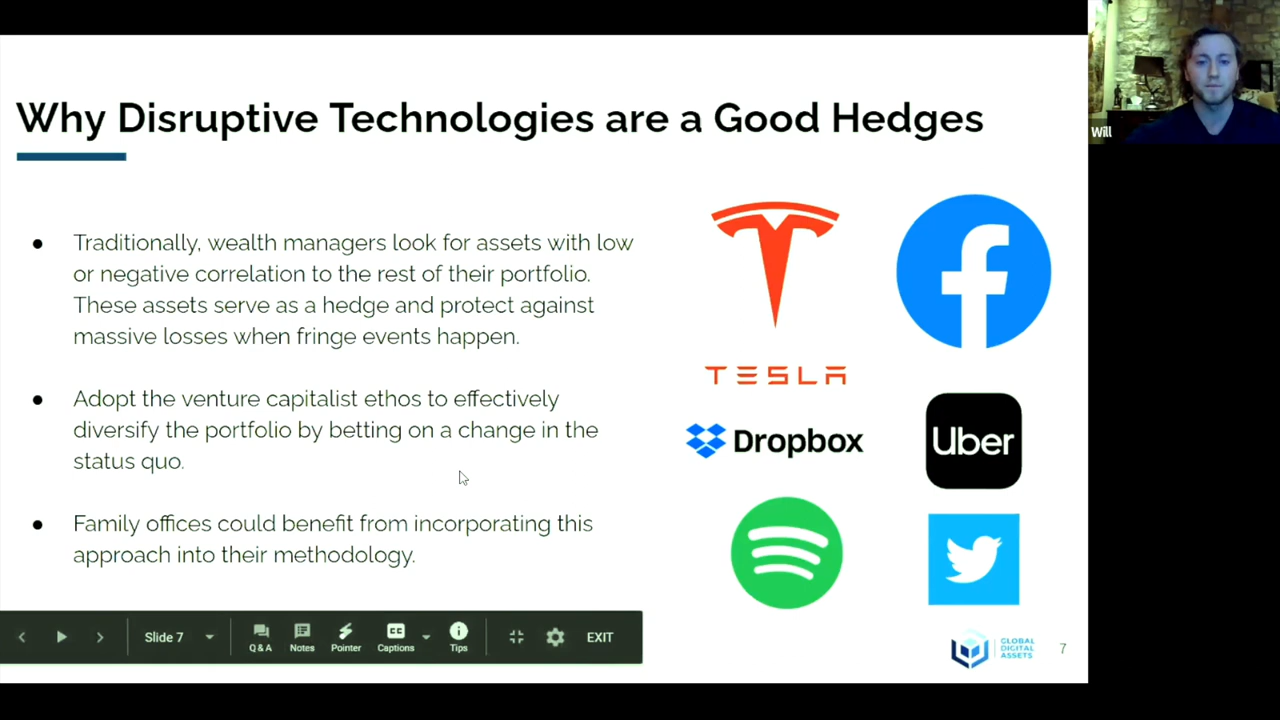 Why Disruptive Technologies are a Good Hedges
Will
● Traditionally, wealth managers look for assets with low
or negative correlation to the rest of their portfolio.
These assets serve as a hedge and protect against
massive losses when fringe events happen.
● Adopt the venture capitalist ethos to effectively
diversify the portfolio by betting on a change in the
status quo.
● Family offices could benefit from incorporating this
approach into their methodology.
TESLA
Dropbox
Uber
Slide 7
Q & A
Notes
Pointer
Captions
Tips
EXIT
GLOBAL
DIGITAL
ASSETS
7